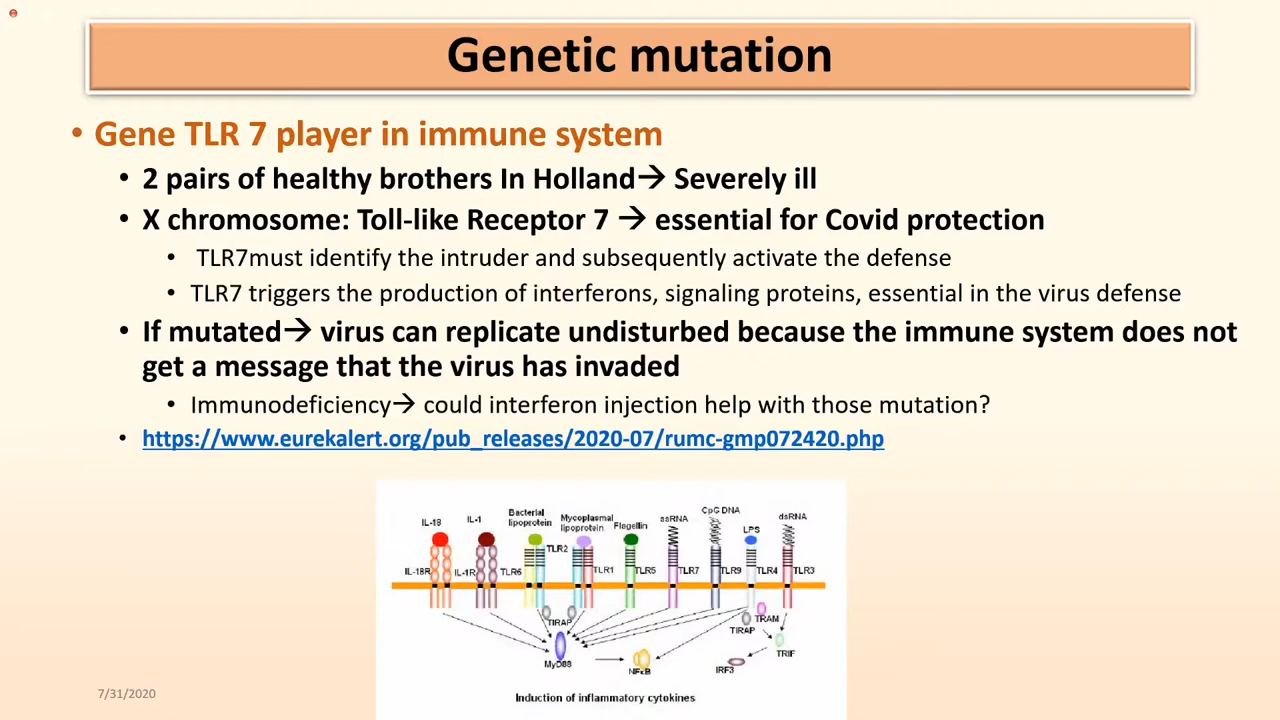 Genetic mutation
• Gene TLR 7 player in immune system
• 2 pairs of healthy brothers In Holland→ Severely ill
• X chromosome: Toll-like Receptor 7 → essential for Covid protection
• TLR7must identify the intruder and subsequently activate the defense
• TLR7 triggers the production of interferons, signaling proteins, essential in the virus defense
• If mutated→ virus can replicate undisturbed because the immune system does not
get a message that the virus has invaded
• Immunodeficiency→ could interferon injection help with those mutation?
• https://www.eurekalert.org/pub_releases/2020-07/rumc-gmp072420.php
IL-18
IL-1
Bacterial
lipoprotein
Mycoplasmal
lipoprotein
Flagellin
ssRNA
CpG DNA
LPS
dsRNA
TLR2
IL-18R
IL-1R
TLR6
TLR1
TLR5
TLR7
TLR9
TLR4
TLR3
TIRAP
TRAM
TIRAP
TRIF
MyD88
NFκB
IRF3
Induction of inflammatory cytokines
7/31/2020